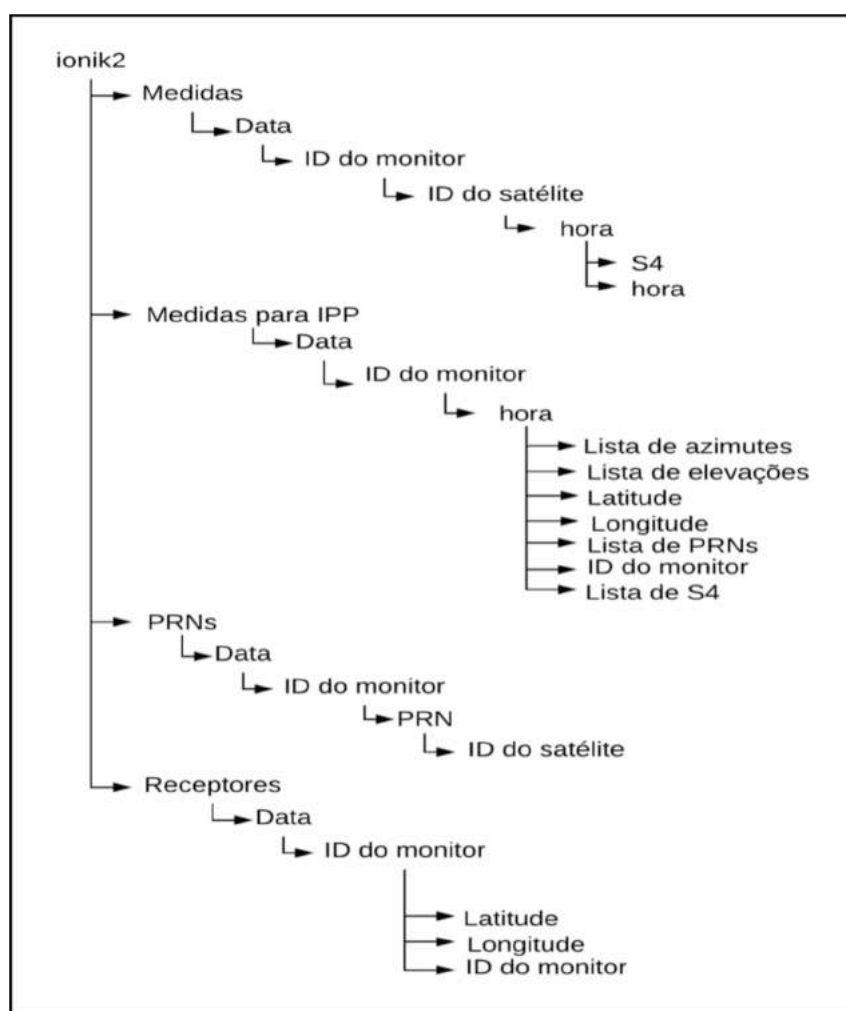 ionik2
Medidas
Data
ID do monitor
ID do satélite
hora
S4
hora
Medidas para IPP
Data
ID do monitor
hora
Lista de azimutes
Lista de elevações
Latitude
Longitude
Lista de PRNs
ID do monitor
Lista de S4
PRNs
Data
ID do monitor
PRN
ID do satélite
Receptores
Data
ID do monitor
Latitude
Longitude
ID do monitor